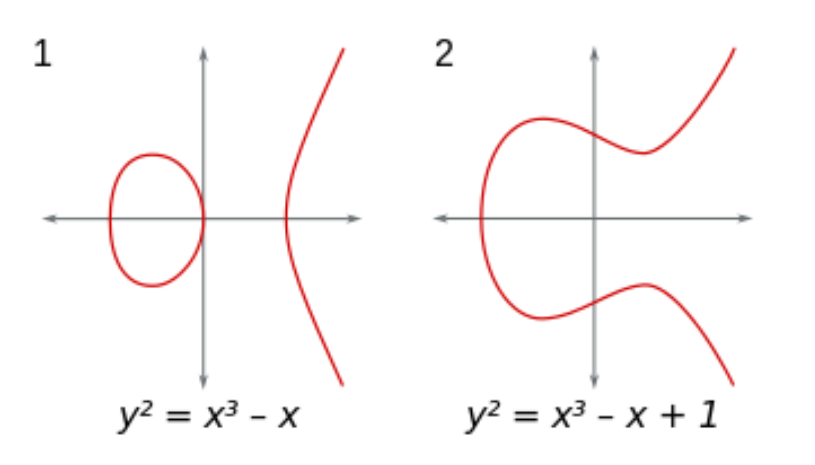 1
2
y² = x³ – x
y² = x³ – x + 1